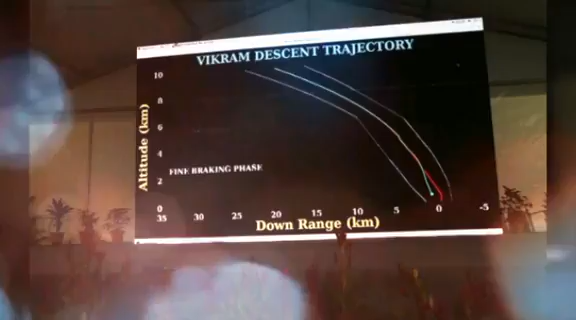 VIKRAM DESCENT TRAJECTORY
Altitude (km)
10
8
6
4
2
0
FINE BRAKING PHASE
35 30 25 20 15 10 5 0 -5
Down Range (km)